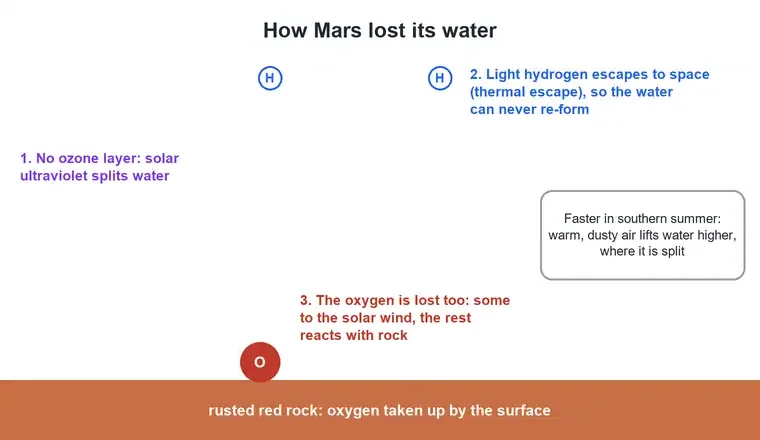 How Mars lost its water
H
H
2. Light hydrogen escapes to space
(thermal escape), so the water
can never re-form
1. No ozone layer: solar
ultraviolet splits water
Faster in southern summer:
warm, dusty air lifts water higher,
where it is split
3. The oxygen is lost too: some
to the solar wind, the rest
reacts with rock
O
rusted red rock: oxygen taken up by the surface